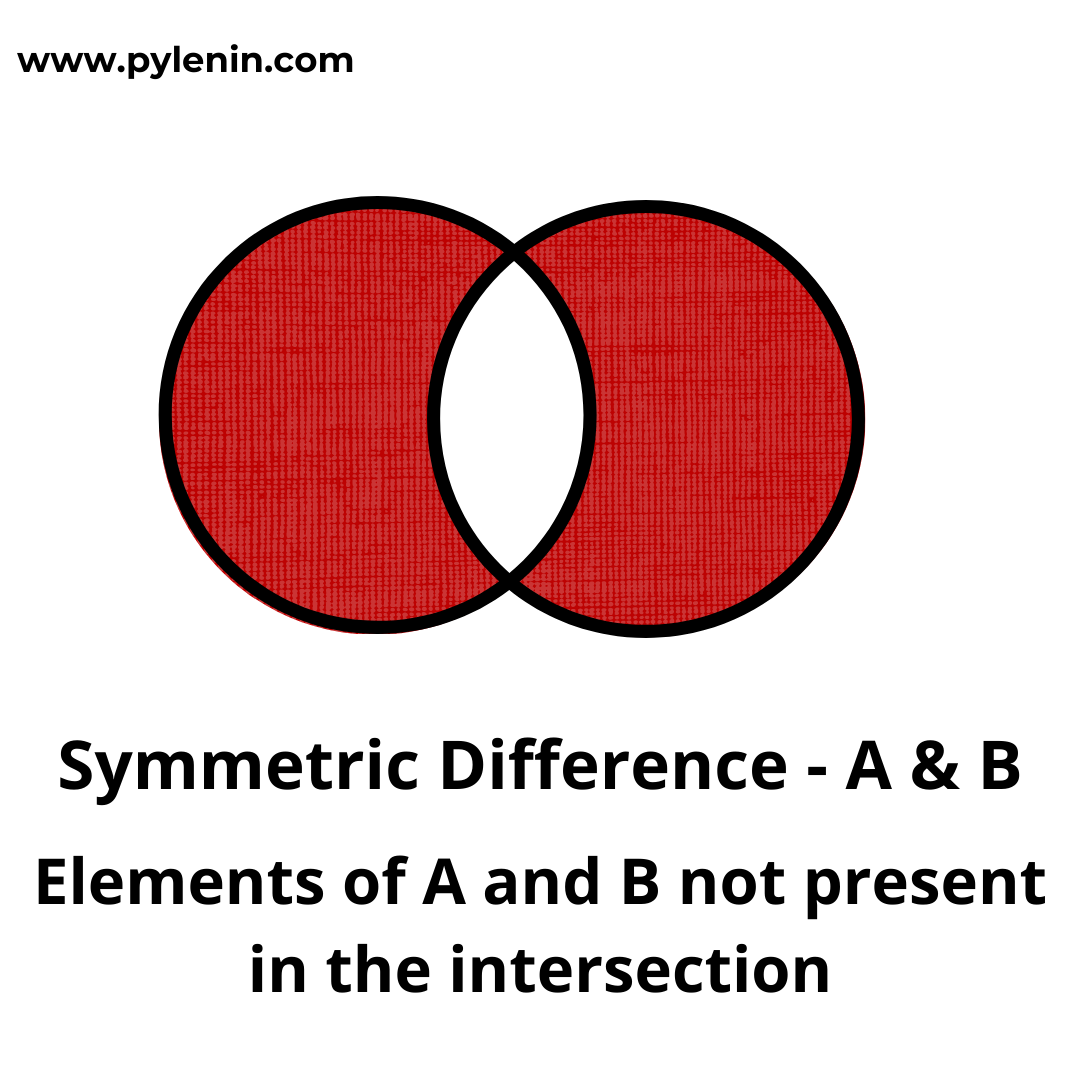 www.pylenin.com
Symmetric Difference - A & B
Elements of A and B not present
in the intersection